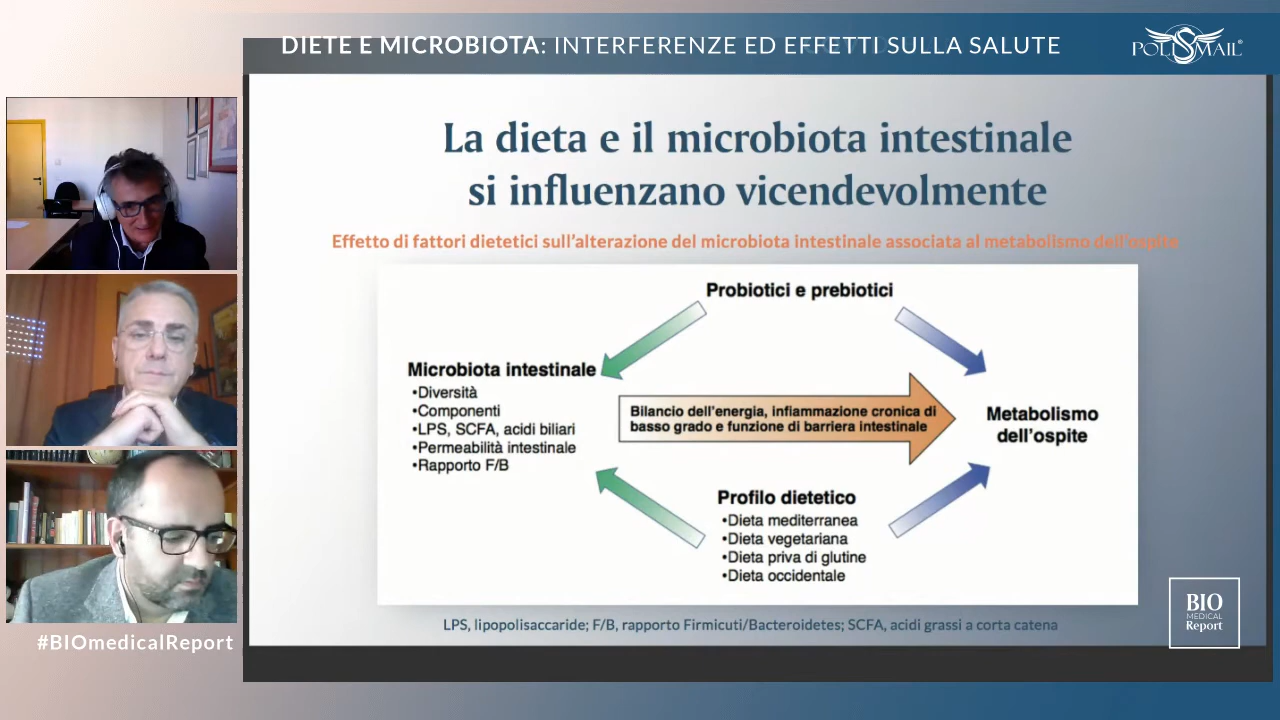 DIETE E MICROBIOTA: INTERFERENZE ED EFFETTI SULLA SALUTE
POLISMAIL®
La dieta e il microbiota intestinale
si influenzano vicendevolmente
Effetto di fattori dietetici sull'alterazione del microbiota intestinale associata al metabolismo dell'ospite
Probiotici e prebiotici
Microbiota intestinale
•Diversità
•Componenti
•LPS, SCFA, acidi biliari
•Permeabilità intestinale
•Rapporto F/B
Bilancio dell'energia, infiammazione cronica di
basso grado e funzione di barriera intestinale
Metabolismo
dell'ospite
Profilo dietetico
•Dieta mediterranea
•Dieta vegetariana
•Dieta priva di glutine
•Dieta occidentale
LPS, lipopolisaccaride; F/B, rapporto Firmicuti/Bacteroidetes; SCFA, acidi grassi a corta catena
BIO
MEDICAL
Report
#BIOmedicalReport